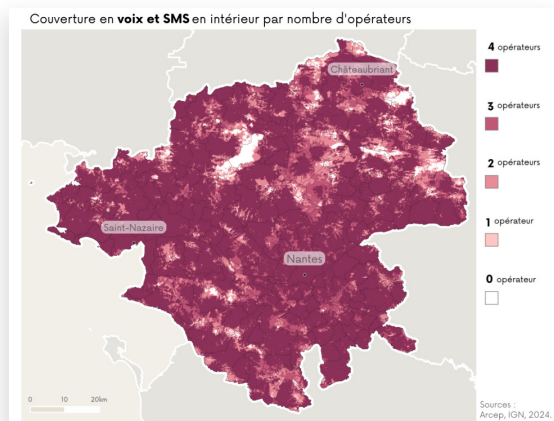 Couverture en voix et SMS en intérieur par nombre d'opérateurs
4 opérateurs
Châteaubriant
3 opérateurs
2 opérateurs
1 opérateur
Saint-Nazaire
Nantes
0 opérateur
0 10 20km
Sources :
Arcep, IGN, 2024.